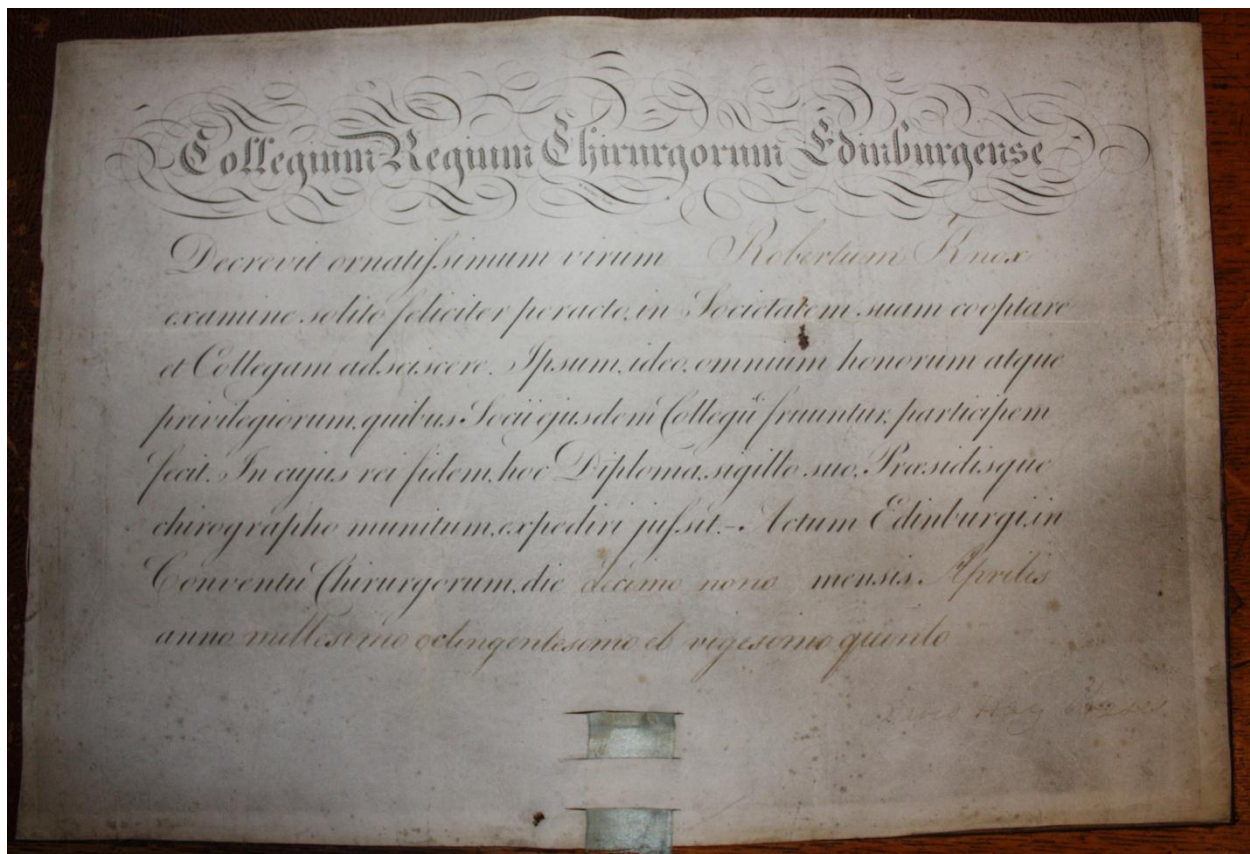 Collegium Regium Chirurgorum Edinburgense
Decrevit ornatissimum virum Robertum Knox
examine solito feliciter peracto, in Societatem suam cooptare
et Collegam adsciscere. Ipsum, ideo, omnium honorum atque
privilegiorum, quibus Socii ejusdem Collegii fruuntur, participem
fecit. In cujus rei fidem, hoc Diploma, sigillo suo, Præsidisque
chirographo munitum, expediri jussit. – Actum Edinburgi, in
Conventu Chirurgorum, die decimo nono mensis Aprilis
anno millesimo octingentesimo et vigesimo quinto
David Hay